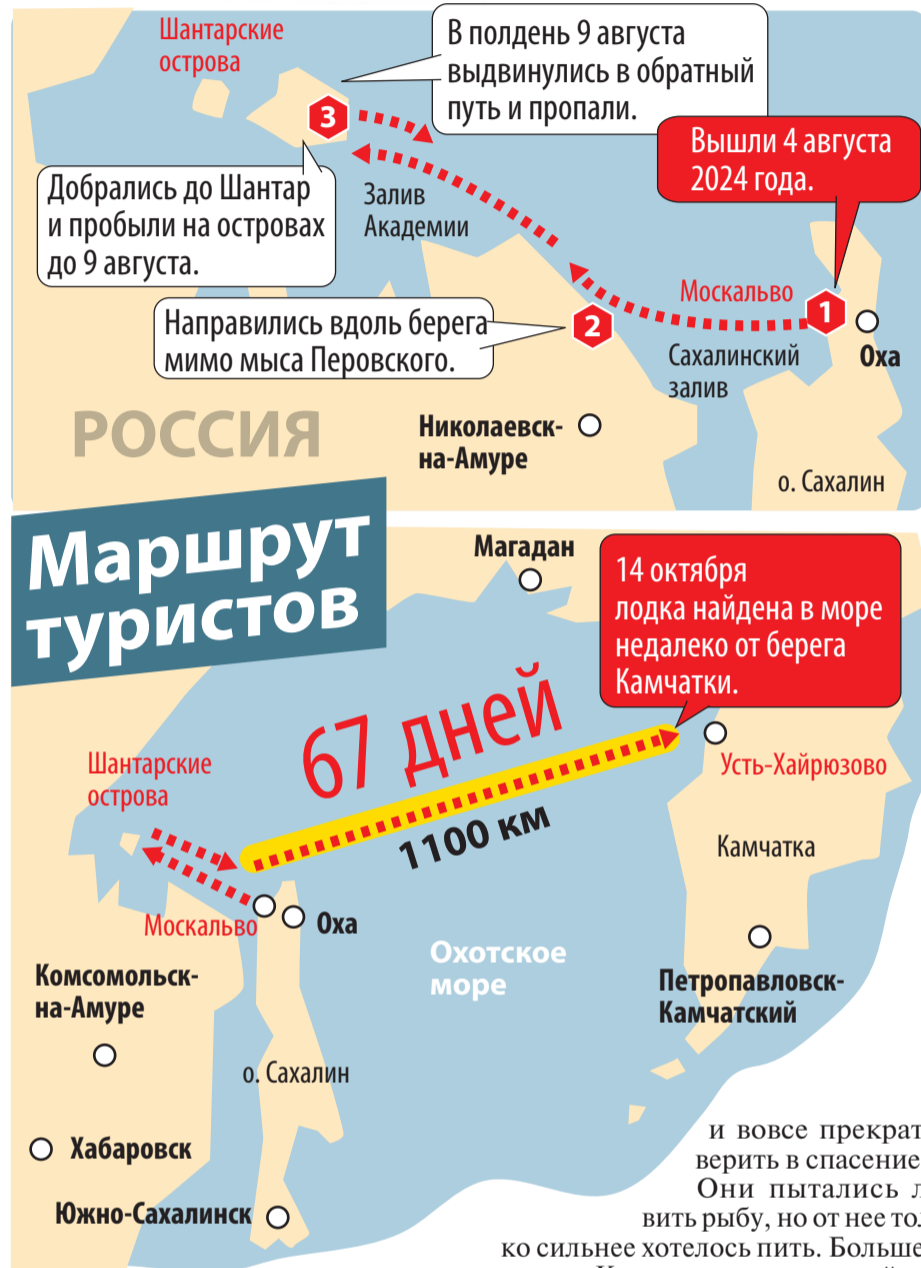 Шантарские
острова
В полдень 9 августа
выдвинулись в обратный
путь и пропали.
3
Вышли 4 августа
2024 года.
Добрались до Шантар
и пробыли на островах
до 9 августа.
Залив
Академии
Москальво
1
Направились вдоль берега
мимо мыса Перовского.
2
Сахалинский
залив
Оха
РОССИЯ
Николаевск-
на-Амуре
о. Сахалин
Маршрут
туристов
Магадан
14 октября
лодка найдена в море
недалеко от берега
Камчатки.
67 дней
1100 км
Шантарские
острова
Усть-Хайрюзово
Камчатка
Москальво
Оха
Охотское
море
Комсомольск-
на-Амуре
Петропавловск-
Камчатский
о. Сахалин
Хабаровск
Южно-Сахалинск
и вовсе прекрат
верить в спасение
Они пытались л
вить рыбу, но от нее тол
ко сильнее хотелось пить. Больше